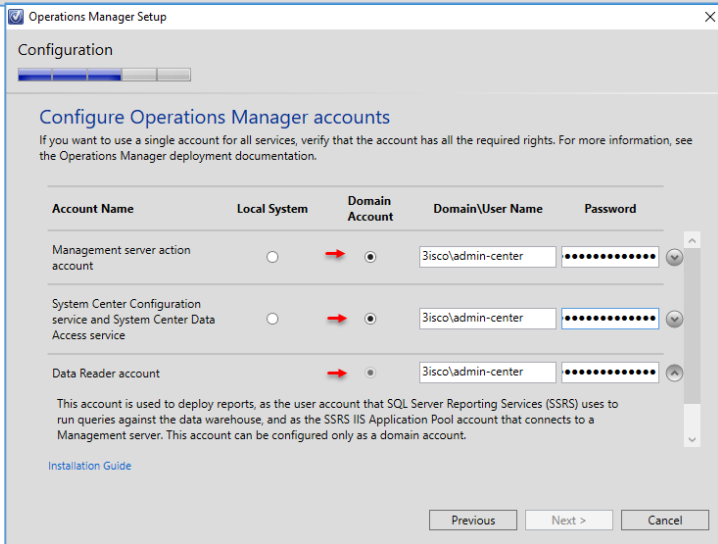 Operations Manager Setup
Configuration
Configure Operations Manager accounts
If you want to use a single account for all services, verify that the account has all the required rights. For more information, see
the Operations Manager deployment documentation.
Account Name Local System Domain Account Domain\User Name Password
Management server action
account
3isco\admin-center
System Center Configuration
service and System Center Data
Access service
3isco\admin-center
Data Reader account 3isco\admin-center
This account is used to deploy reports, as the user account that SQL Server Reporting Services (SSRS) uses to
run queries against the data warehouse, and as the SSRS IIS Application Pool account that connects to a
Management server. This account can be configured only as a domain account.
Installation Guide
Previous Next > Cancel